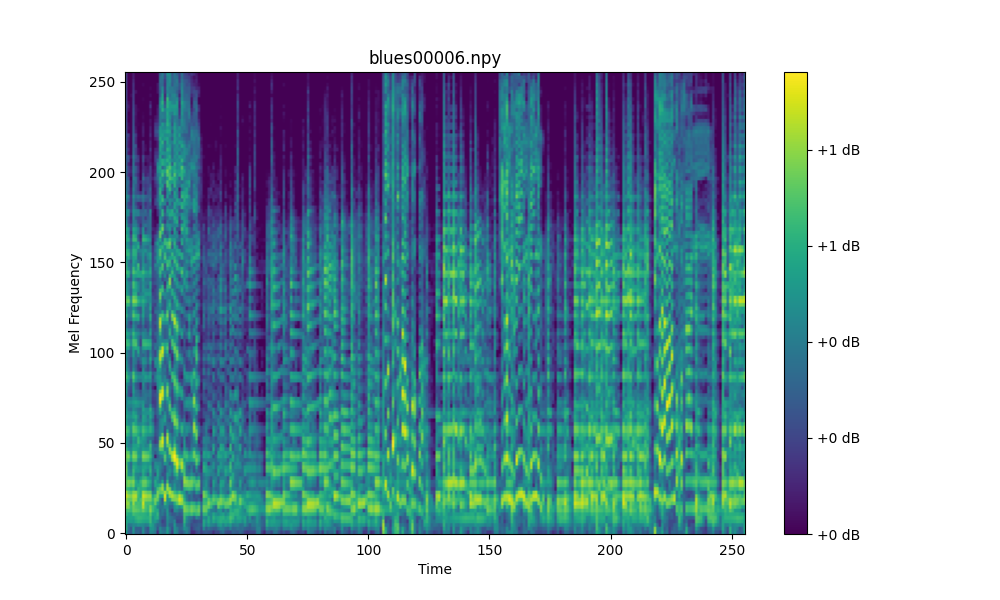 blues00006.npy
Mel Frequency
250
200
150
100
50
0
0 50 100 150 200 250
Time
+1 dB
+1 dB
+0 dB
+0 dB
+0 dB